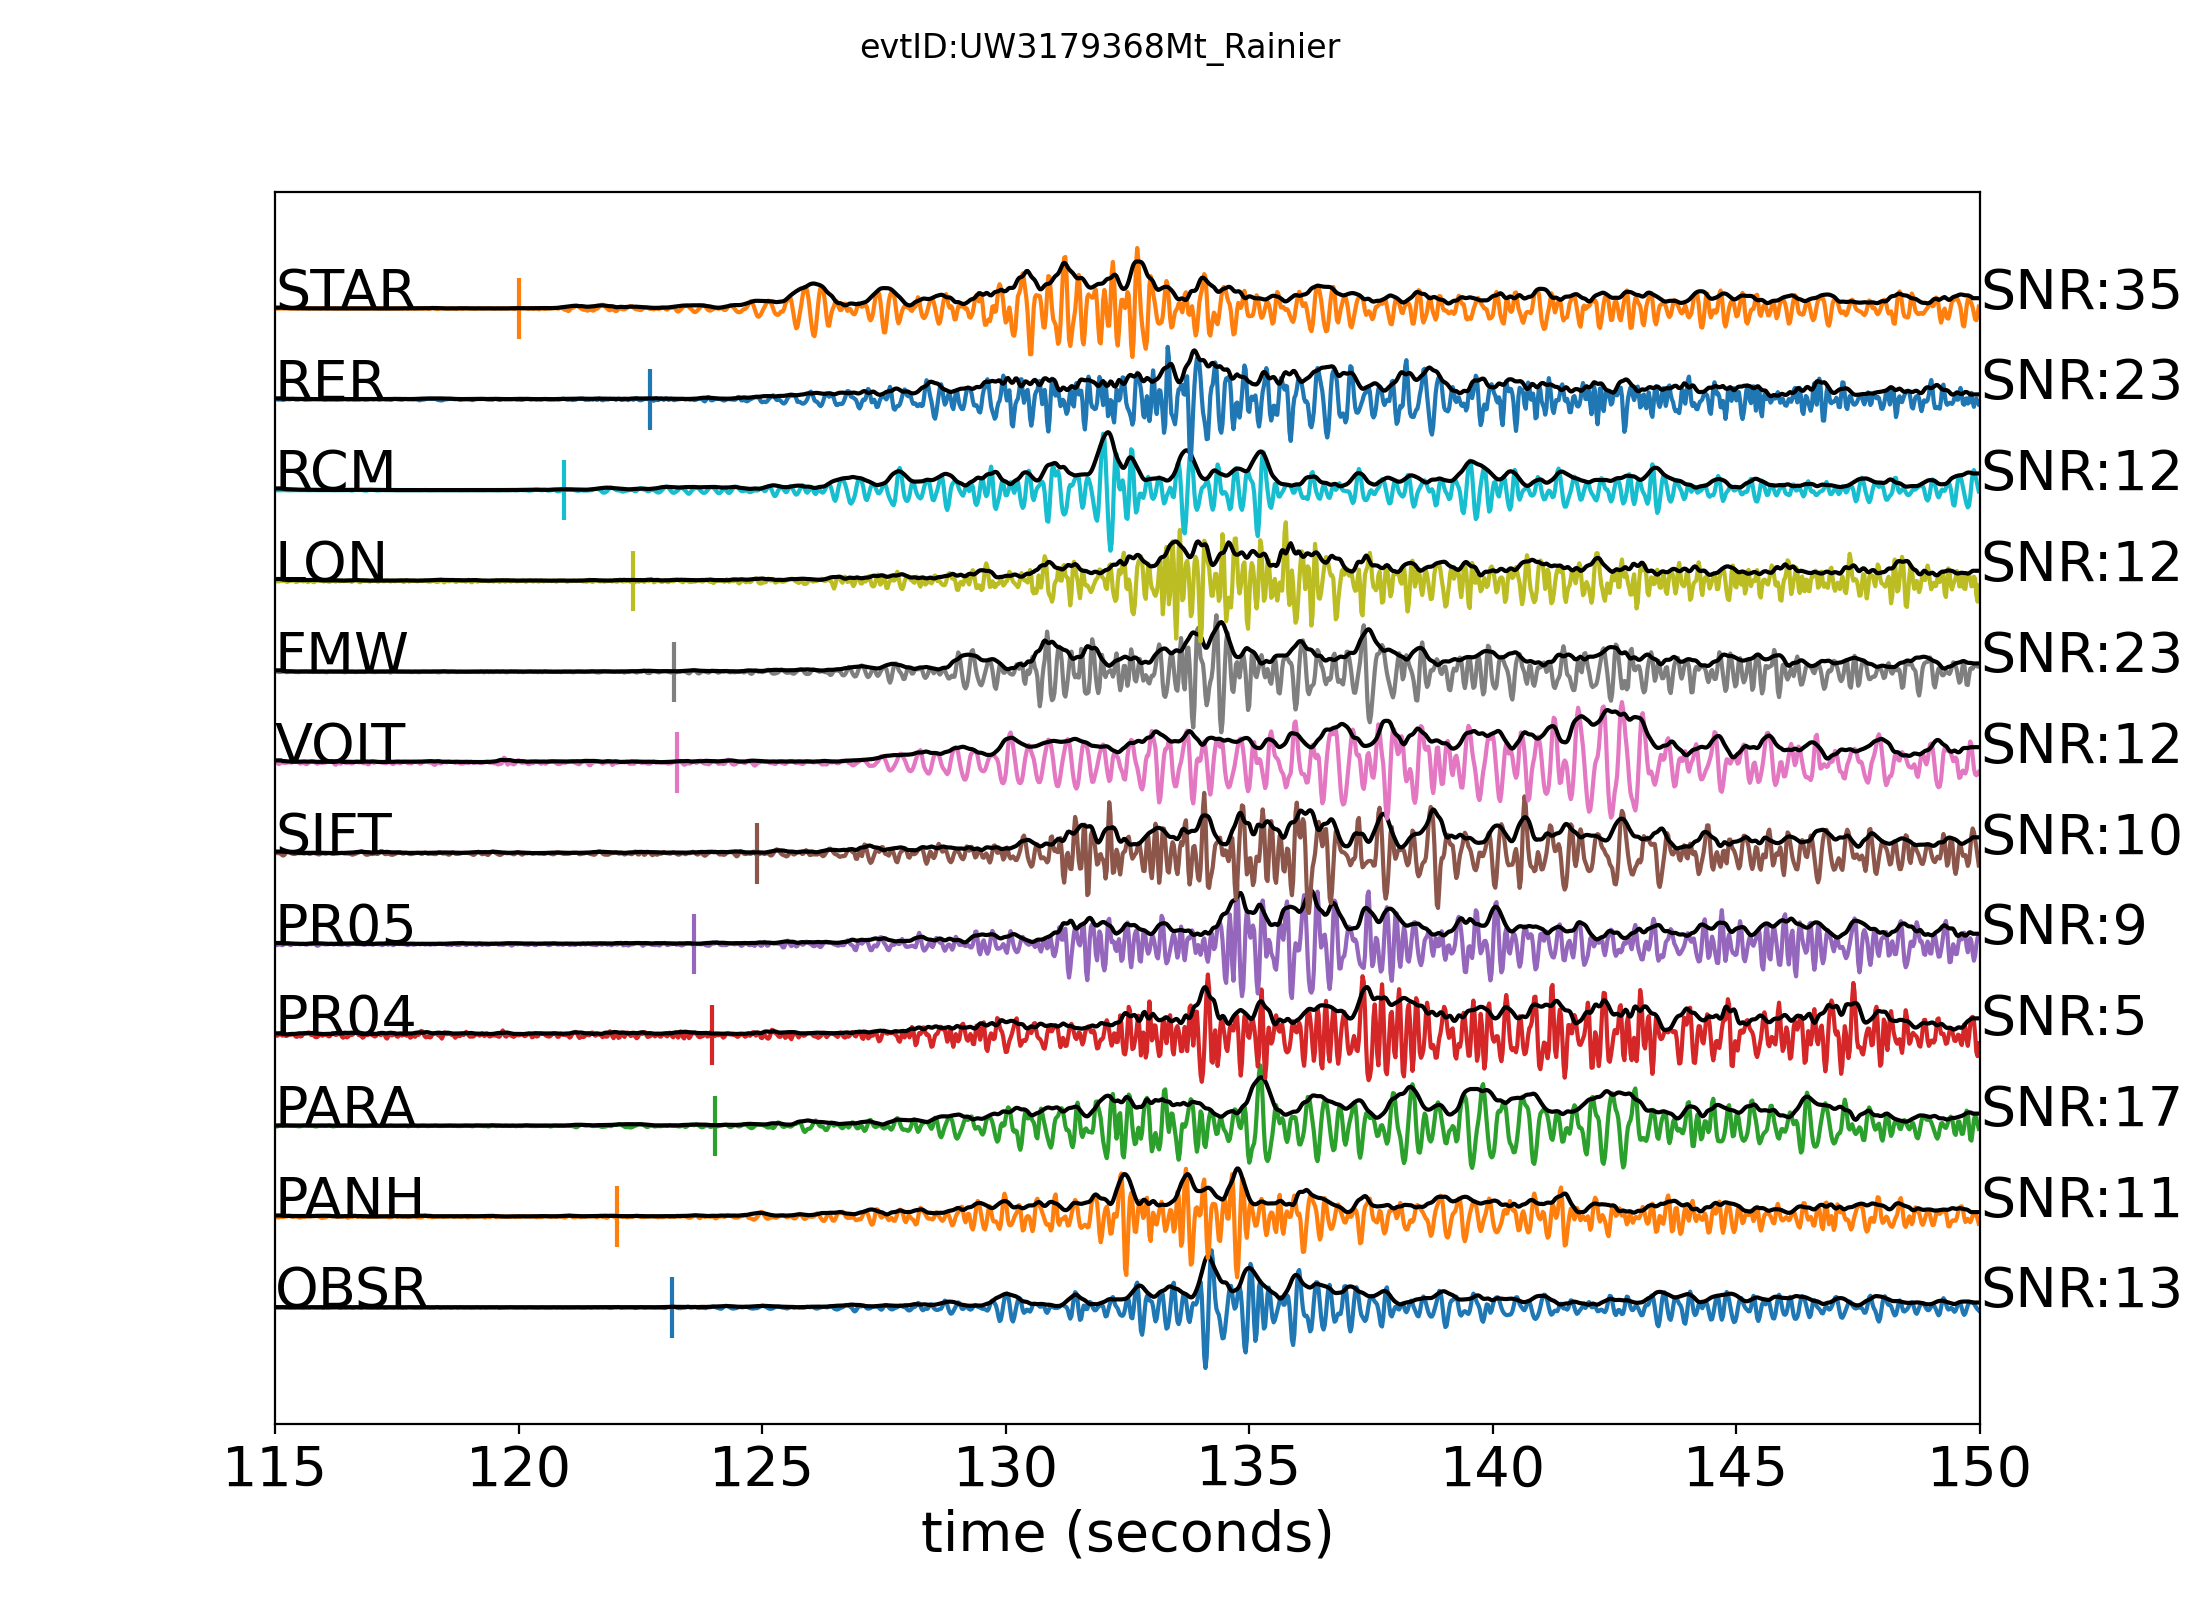 evtID:UW3179368Mt_Rainier
STAR SNR:35
RER SNR:23
RCM SNR:12
LON SNR:12
FMW SNR:23
VOIT SNR:12
SIFT SNR:10
PR05 SNR:9
PR04 SNR:5
PARA SNR:17
PANH SNR:11
OBSR SNR:13
115 120 125 130 135 140 145 150
time (seconds)